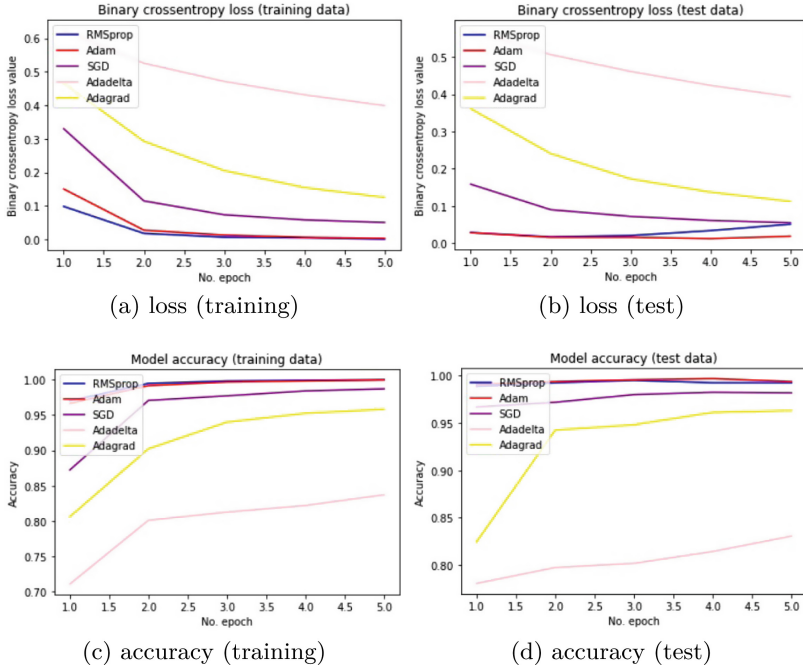 Binary crossentropy loss (training data)
Binary crossentropy loss value
0.6
0.5
0.4
0.3
0.2
0.1
0.0
RMSprop
Adam
SGD
Adadelta
Adagrad
1.0 1.5 2.0 2.5 3.0 3.5 4.0 4.5 5.0
No. epoch
(a) loss (training)
Binary crossentropy loss (test data)
Binary crossentropy loss value
0.5
0.4
0.3
0.2
0.1
0.0
RMSprop
Adam
SGD
Adadelta
Adagrad
1.0 1.5 2.0 2.5 3.0 3.5 4.0 4.5 5.0
No. epoch
(b) loss (test)
Model accuracy (training data)
Accuracy
1.00
0.95
0.90
0.85
0.80
0.75
0.70
RMSprop
Adam
SGD
Adadelta
Adagrad
1.0 1.5 2.0 2.5 3.0 3.5 4.0 4.5 5.0
No. epoch
(c) accuracy (training)
Model accuracy (test data)
Accuracy
1.00
0.95
0.90
0.85
0.80
RMSprop
Adam
SGD
Adadelta
Adagrad
1.0 1.5 2.0 2.5 3.0 3.5 4.0 4.5 5.0
No. epoch
(d) accuracy (test)